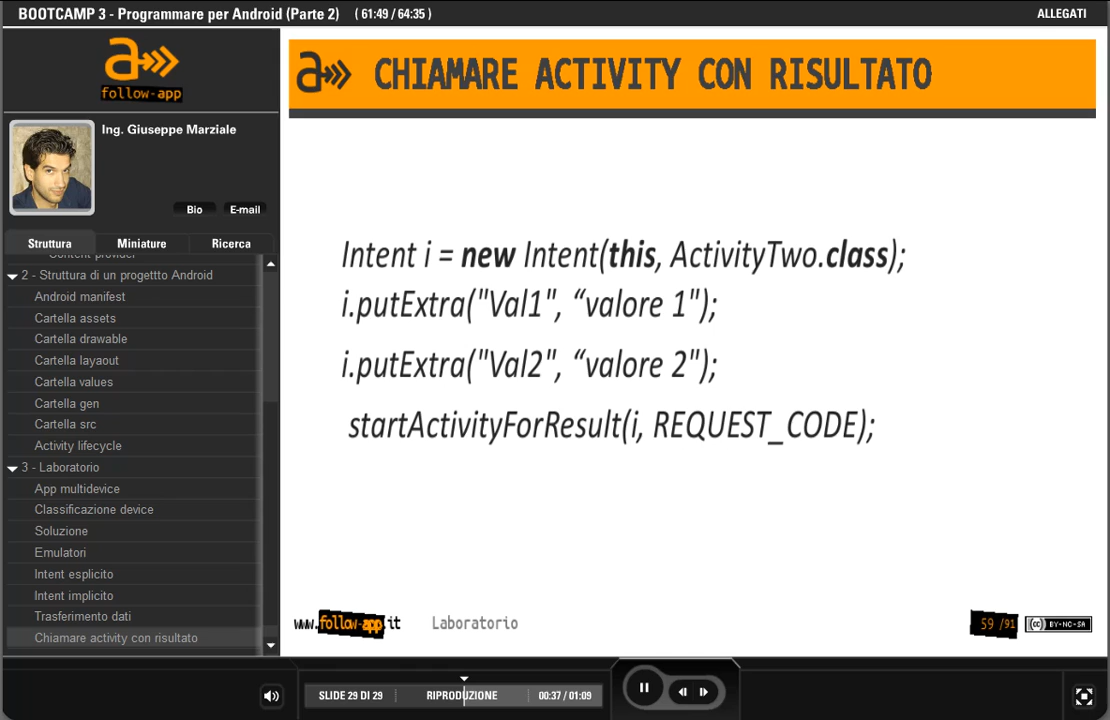 BOOTCAMP 3 - Programmare per Android (Parte 2) ( 61:49 / 64:35 )
ALLEGATI
a
follow-app
Ing. Giuseppe Marziale
Bio
E-mail
Struttura
Miniature
Ricerca
Content provider
2 - Struttura di un progettto Android
Android manifest
Cartella assets
Cartella drawable
Cartella layaout
Cartella values
Cartella gen
Cartella src
Activity lifecycle
3 - Laboratorio
App multidevice
Classificazione device
Soluzione
Emulatori
Intent esplicito
Intent implicito
Trasferimento dati
Chiamare activity con risultato
a CHIAMARE ACTIVITY CON RISULTATO
Intent i = new Intent(this, ActivityTwo.class);
i.putExtra("Val1", “valore 1");
i.putExtra("Val2", “valore 2");
startActivityForResult(i, REQUEST_CODE);
www.follow-app.it
Laboratorio
59 /91
(cc) BY-NC-SA
SLIDE 29 DI 29
RIPRODUZIONE
00:37 / 01:09